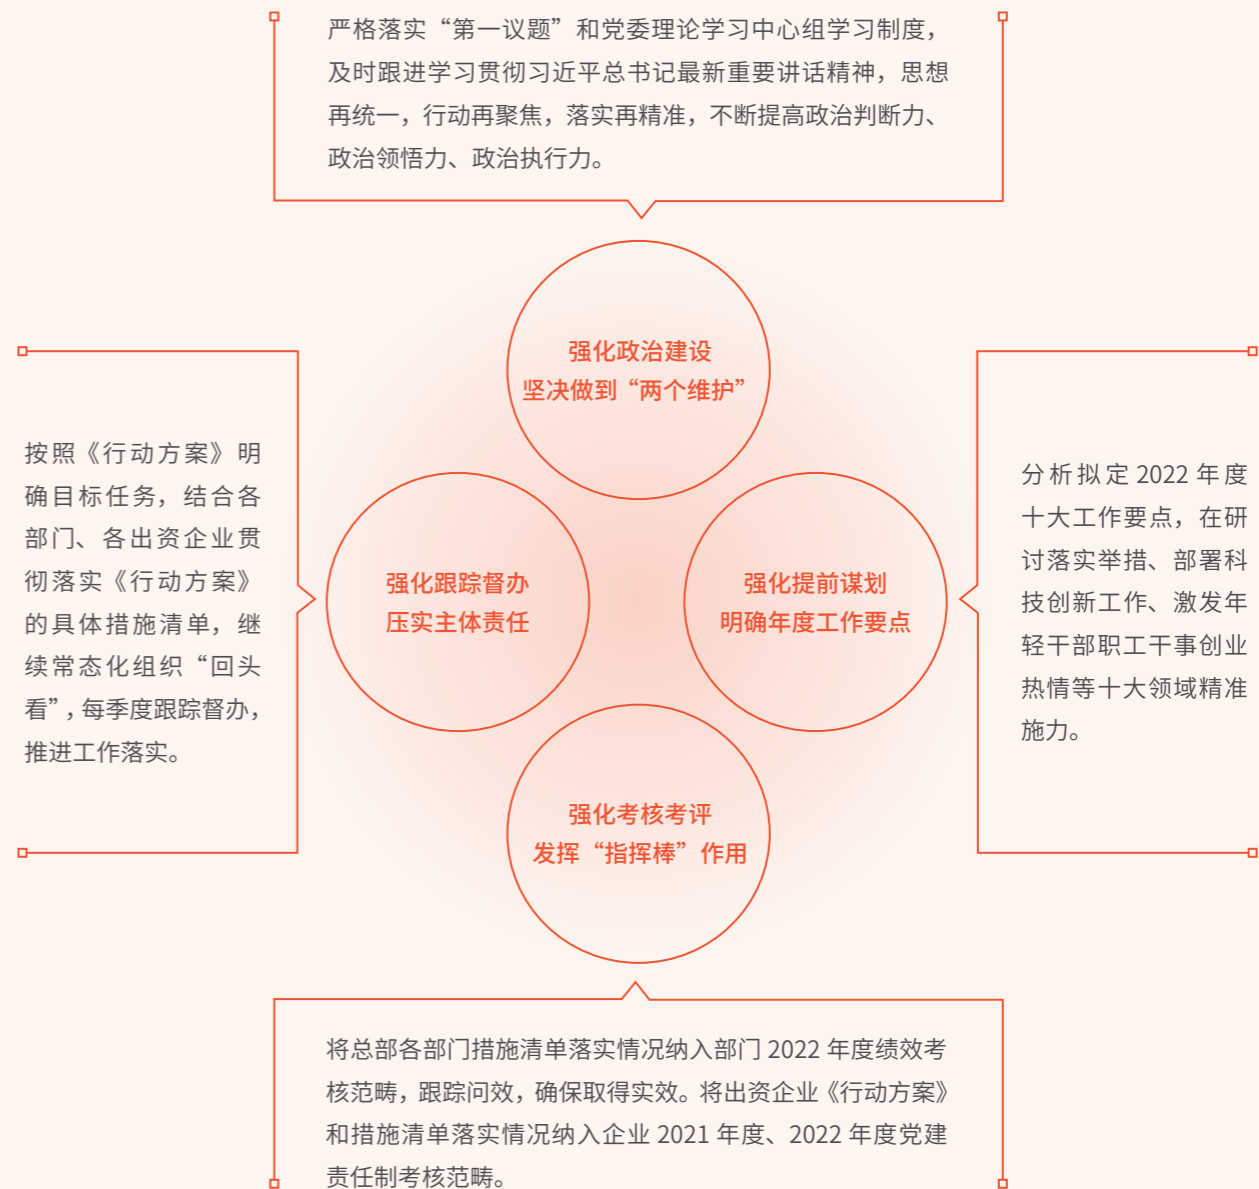 严格落实“第一议题”和党委理论学习中心组学习制度，
及时跟进学习贯彻习近平总书记最新重要讲话精神，思想
再统一，行动再聚焦，落实再精准，不断提高政治判断力、
政治领悟力、政治执行力。
强化政治建设
坚决做到“两个维护”
按照《行动方案》明
确目标任务，结合各
部门、各出资企业贯
彻落实《行动方案》
的具体措施清单，继
续常态化组织“回头
看”，每季度跟踪督办，
推进工作落实。
强化跟踪督办
压实主体责任
强化提前谋划
明确年度工作要点
分析拟定 2022 年度
十大工作要点，在研
讨落实举措、部署科
技创新工作、激发年
轻干部职工干事创业
热情等十大领域精准
施力。
强化考核考评
发挥“指挥棒”作用
将总部各部门措施清单落实情况纳入部门 2022 年度绩效考
核范畴，跟踪问效，确保取得实效。将出资企业《行动方案》
和措施清单落实情况纳入企业 2021 年度、2022 年度党建
责任制考核范畴。